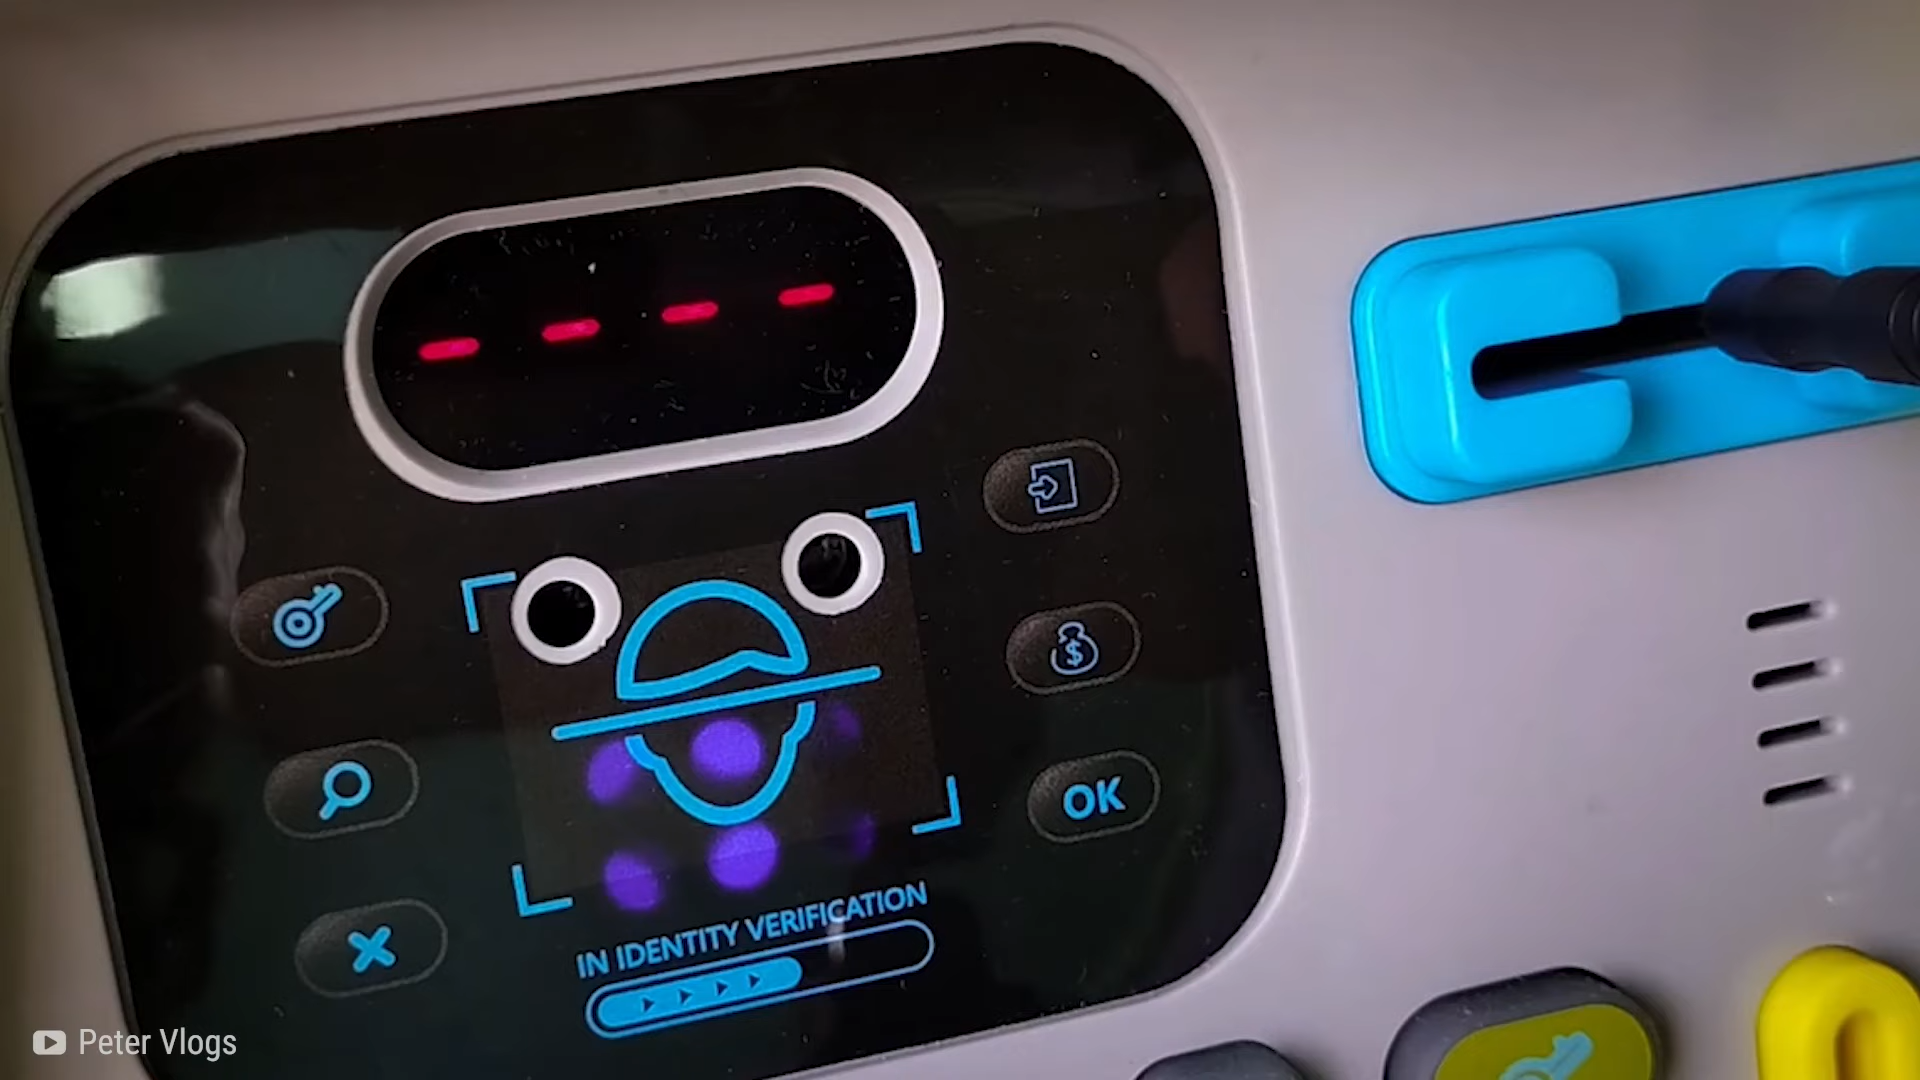 - - - -
$
OK
IN IDENTITY VERIFICATION
Peter Vlogs